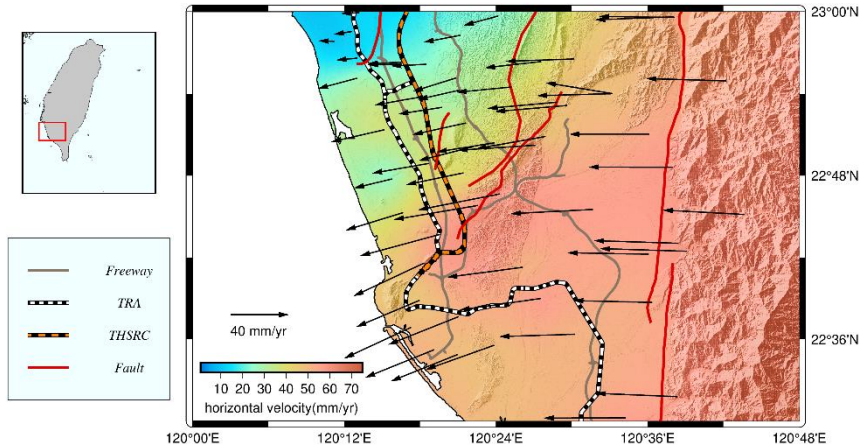 23°00'N
22°48'N
22°36'N
Freeway
TRA
THSRC
Fault
40 mm/yr
10 20 30 40 50 60 70
horizontal velocity(mm/yr)
120°00'E 120°12'E 120°24'E 120°36'E 120°48'E